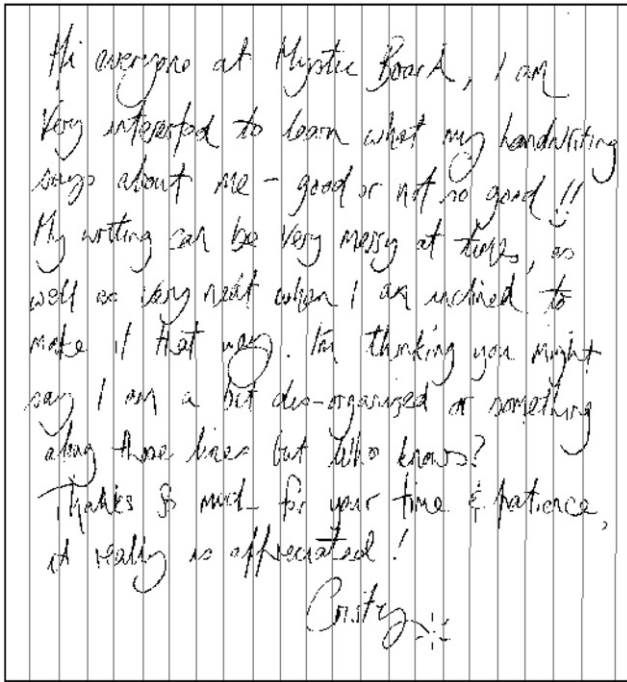 Hi everyone at Mystic Board, I am
Very interested to learn what my handwriting
says about me - good or not so good !!
My writing can be very messy at times, as
well as very neat when I am inclined to
make it that way. I'm thinking you might
say I am a bit dis-organized or something
along those lines but who knows?
Thanks so much for your time & patience,
it really is appreciated!